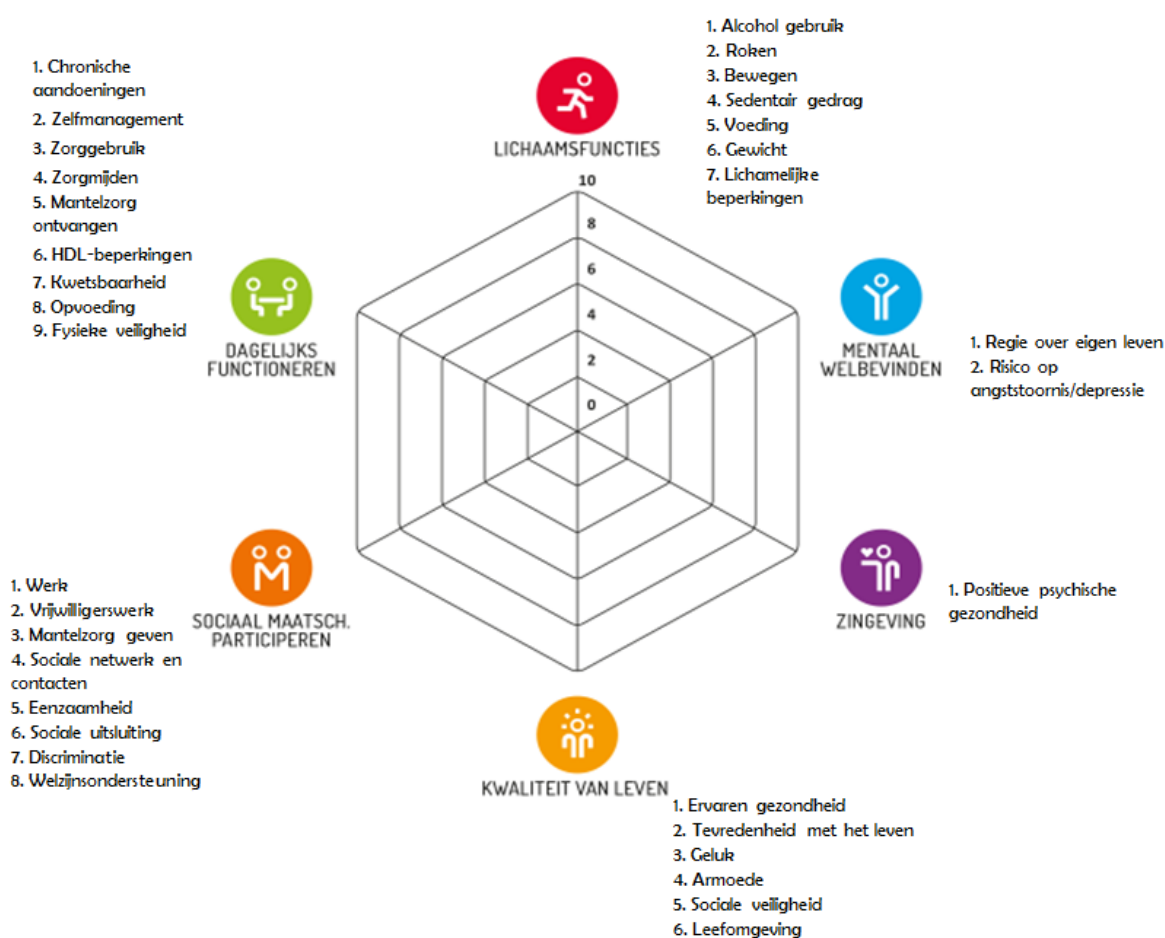 1. Alcohol gebruik
2. Roken
3. Bewegen
4. Sedentair gedrag
5. Voeding
6. Gewicht
7. Lichamelijke
beperkingen
LICHAAMSFUNCTIES
1. Chronische
aandoeningen
2. Zelfmanagement
3. Zorggebruik
4. Zorgmijden
5. Mantelzorg
ontvangen
6. HDL-beperkingen
7. Kwetsbaarheid
8. Opvoeding
9. Fysieke veiligheid
DAGELIJKS
FUNCTIONEREN
10
8
6
4
2
0
MENTAAL
WELBEVINDEN
1. Regie over eigen leven
2. Risico op
angststoornis/depressie
1. Werk
2. Vrijwilligerswerk
3. Mantelzorg geven
4. Sociale netwerk en
contacten
5. Eenzaamheid
6. Sociale uitsluiting
7. Discriminatie
8. Welzijnsondersteuning
SOCIAAL MAATSCH.
PARTICIPEREN
ZINGEVING
1. Positieve psychische
gezondheid
KWALITEIT VAN LEVEN
1. Ervaren gezondheid
2. Tevredenheid met het leven
3. Geluk
4. Armoede
5. Sociale veiligheid
6. Leefomgeving